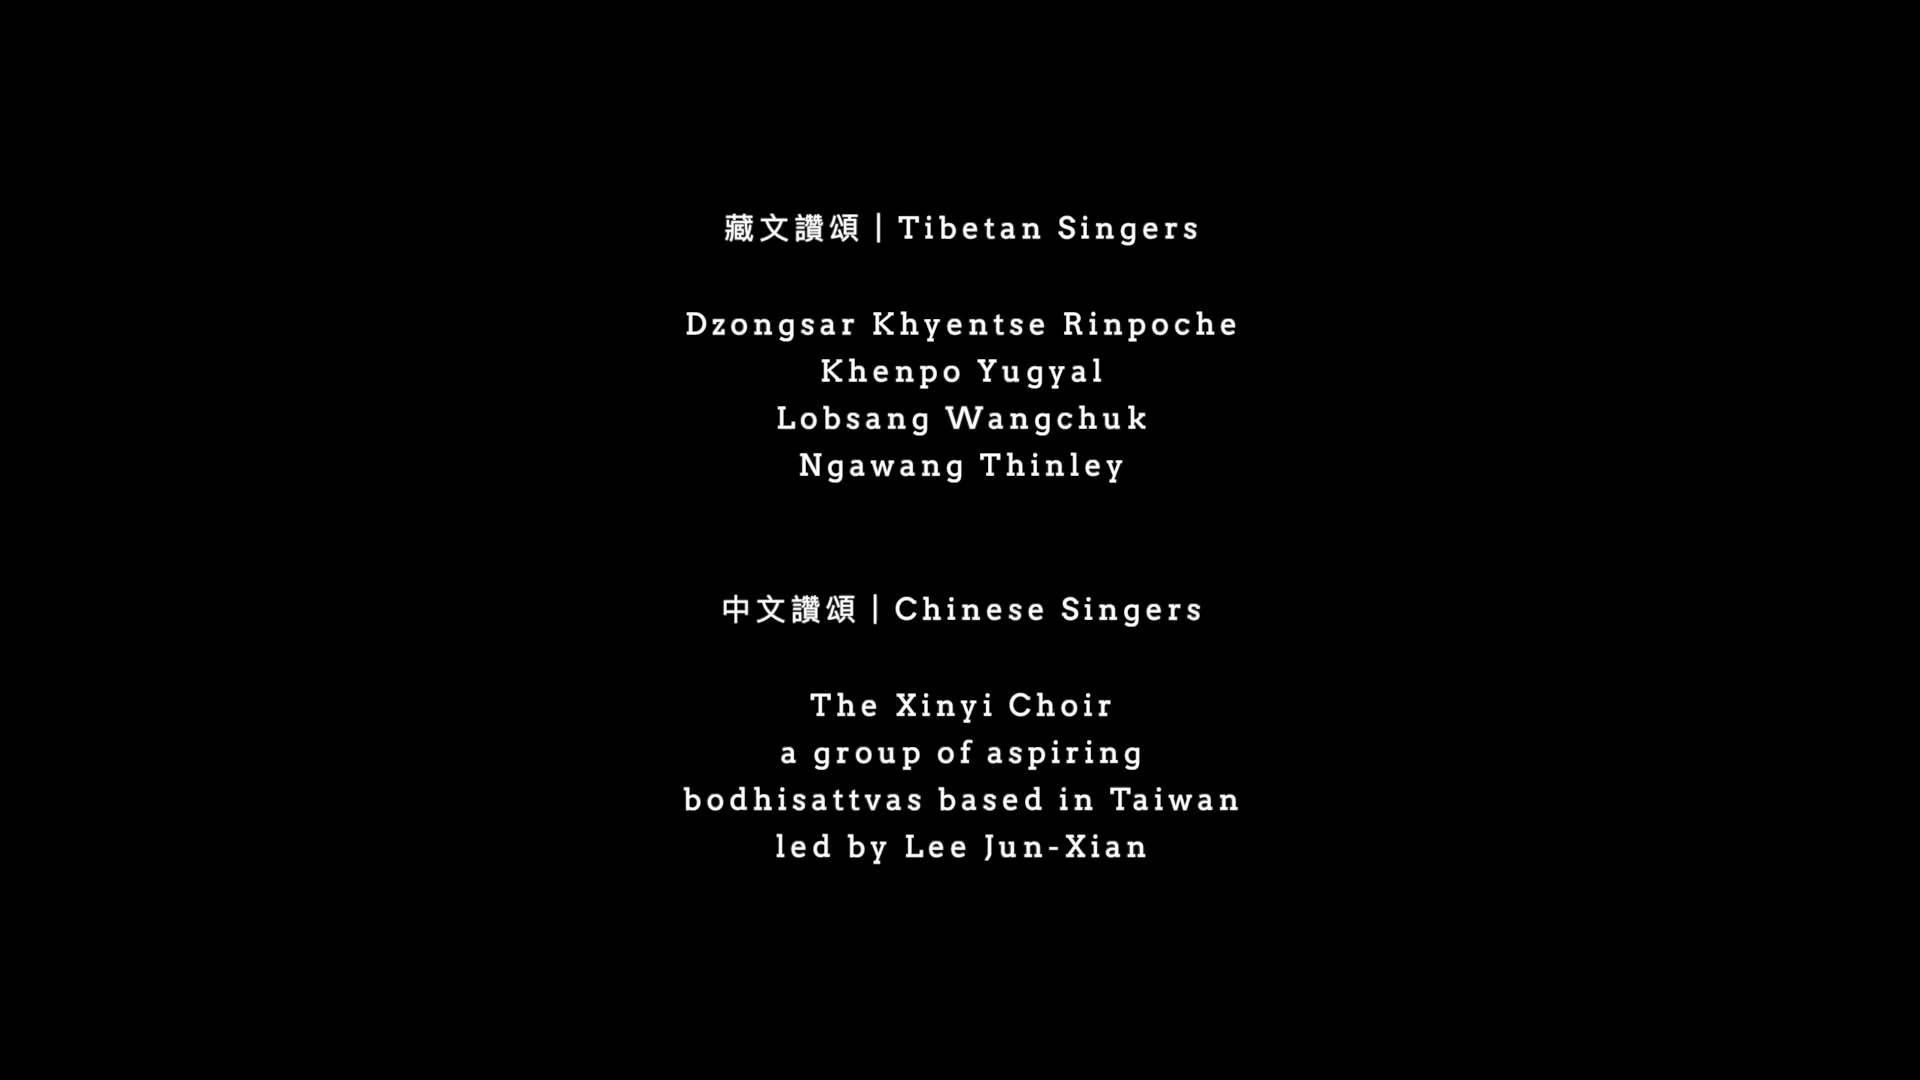 藏文讚頌 | Tibetan Singers
Dzongsar Khyentse Rinpoche
Khenpo Yugyal
Lobsang Wangchuk
Ngawang Thinley
中文讚頌 | Chinese Singers
The Xinyi Choir
a group of aspiring
bodhisattvas based in Taiwan
led by Lee Jun-Xian